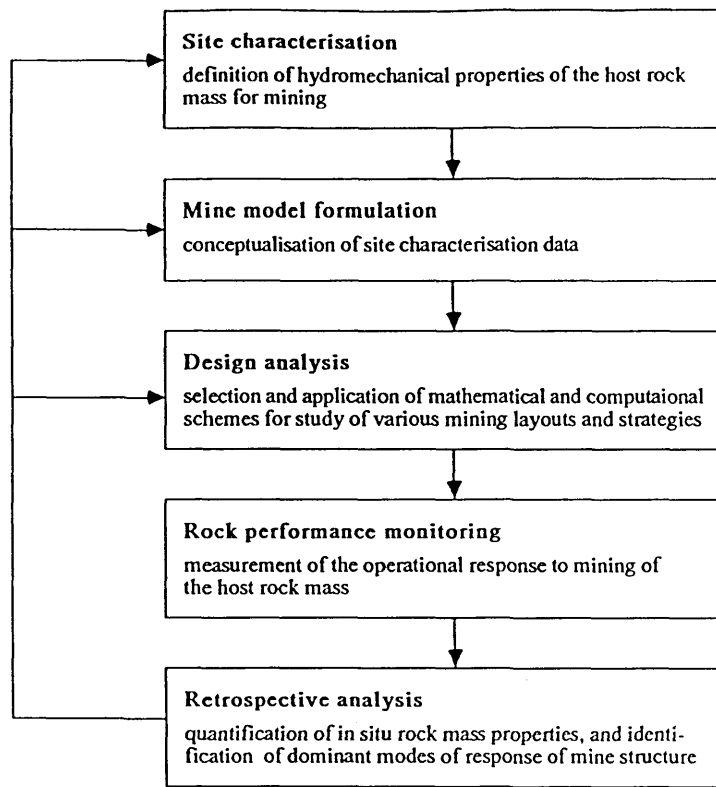 Site characterisation
definition of hydromechanical properties of the host rock
mass for mining
Mine model formulation
conceptualisation of site characterisation data
Design analysis
selection and application of mathematical and computaional
schemes for study of various mining layouts and strategies
Rock performance monitoring
measurement of the operational response to mining of
the host rock mass
Retrospective analysis
quantification of in situ rock mass properties, and identi-
fication of dominant modes of response of mine structure